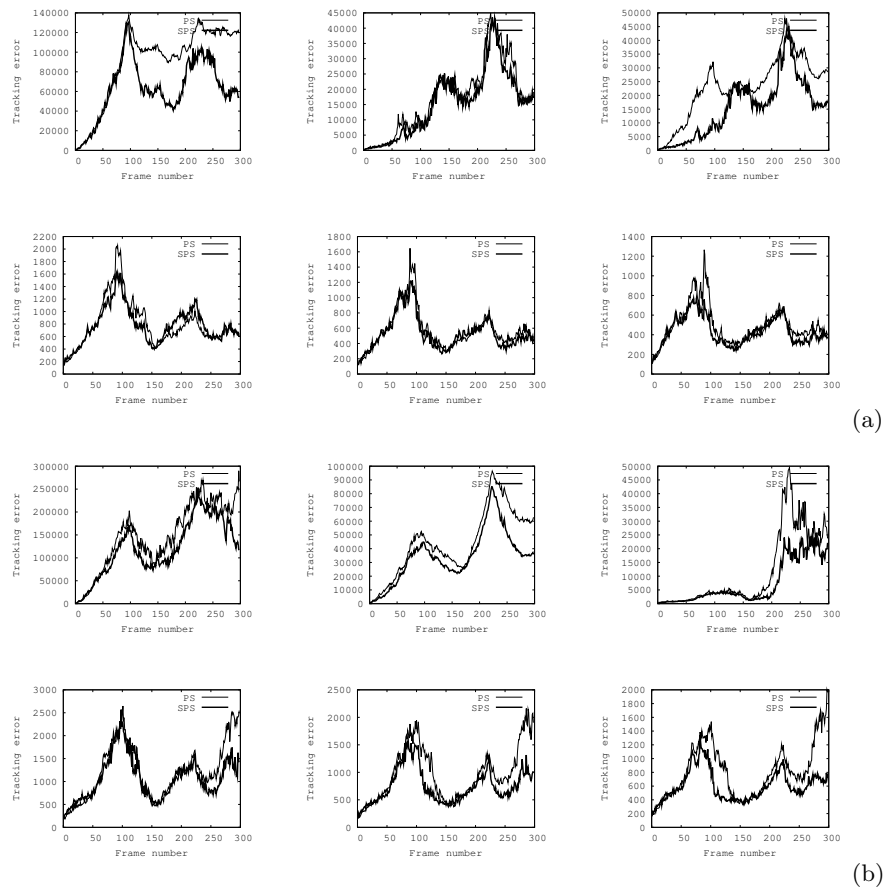 Tracking error
140000
120000
100000
80000
60000
40000
20000
0
PS
SPS
0 50 100 150 200 250 300
Frame number
Tracking error
45000
40000
35000
30000
25000
20000
15000
10000
5000
0
PS
SPS
0 50 100 150 200 250 300
Frame number
Tracking error
50000
45000
40000
35000
30000
25000
20000
15000
10000
5000
0
PS
SPS
0 50 100 150 200 250 300
Frame number
Tracking error
2200
2000
1800
1600
1400
1200
1000
800
600
400
200
0
PS
SPS
0 50 100 150 200 250 300
Frame number
Tracking error
1800
1600
1400
1200
1000
800
600
400
200
0
PS
SPS
0 50 100 150 200 250 300
Frame number
Tracking error
1400
1200
1000
800
600
400
200
0
PS
SPS
0 50 100 150 200 250 300
Frame number
(a)
Tracking error
300000
250000
200000
150000
100000
50000
0
PS
SPS
0 50 100 150 200 250 300
Frame number
Tracking error
100000
90000
80000
70000
60000
50000
40000
30000
20000
10000
0
PS
SPS
0 50 100 150 200 250 300
Frame number
Tracking error
50000
45000
40000
35000
30000
25000
20000
15000
10000
5000
0
PS
SPS
0 50 100 150 200 250 300
Frame number
Tracking error
3000
2500
2000
1500
1000
500
0
PS
SPS
0 50 100 150 200 250 300
Frame number
Tracking error
2500
2000
1500
1000
500
0
PS
SPS
0 50 100 150 200 250 300
Frame number
Tracking error
2000
1800
1600
1400
1200
1000
800
600
400
200
0
PS
SPS
0 50 100 150 200 250 300
Frame number
(b)